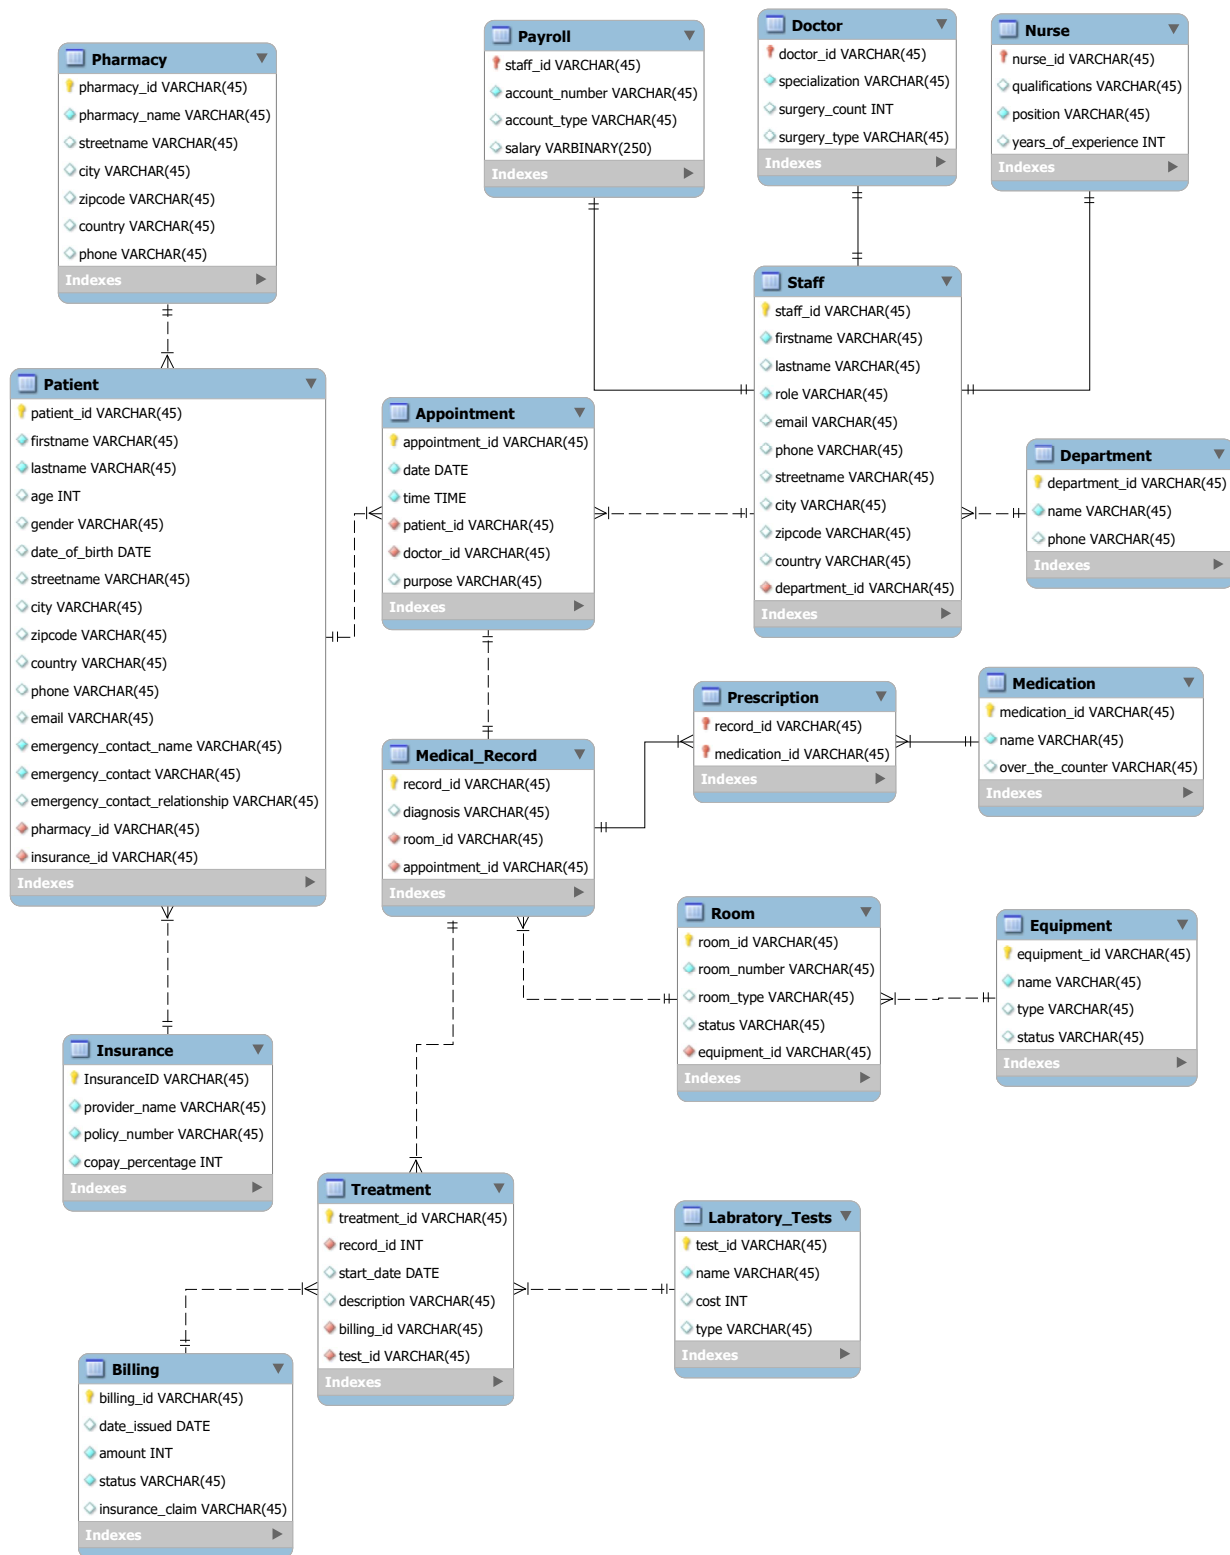 Pharmacy
pharmacy_id VARCHAR(45)
pharmacy_name VARCHAR(45)
streetname VARCHAR(45)
city VARCHAR(45)
zipcode VARCHAR(45)
country VARCHAR(45)
phone VARCHAR(45)
Indexes
Payroll
staff_id VARCHAR(45)
account_number VARCHAR(45)
account_type VARCHAR(45)
salary VARBINARY(250)
Indexes
Doctor
doctor_id VARCHAR(45)
specialization VARCHAR(45)
surgery_count INT
surgery_type VARCHAR(45)
Indexes
Nurse
nurse_id VARCHAR(45)
qualifications VARCHAR(45)
position VARCHAR(45)
years_of_experience INT
Indexes
Staff
staff_id VARCHAR(45)
firstname VARCHAR(45)
lastname VARCHAR(45)
role VARCHAR(45)
email VARCHAR(45)
phone VARCHAR(45)
streetname VARCHAR(45)
city VARCHAR(45)
zipcode VARCHAR(45)
country VARCHAR(45)
department_id VARCHAR(45)
Indexes
Patient
patient_id VARCHAR(45)
firstname VARCHAR(45)
lastname VARCHAR(45)
age INT
gender VARCHAR(45)
date_of_birth DATE
streetname VARCHAR(45)
city VARCHAR(45)
zipcode VARCHAR(45)
country VARCHAR(45)
phone VARCHAR(45)
email VARCHAR(45)
emergency_contact_name VARCHAR(45)
emergency_contact VARCHAR(45)
emergency_contact_relationship VARCHAR(45)
pharmacy_id VARCHAR(45)
insurance_id VARCHAR(45)
Indexes
Appointment
appointment_id VARCHAR(45)
date DATE
time TIME
patient_id VARCHAR(45)
doctor_id VARCHAR(45)
purpose VARCHAR(45)
Indexes
Department
department_id VARCHAR(45)
name VARCHAR(45)
phone VARCHAR(45)
Indexes
Medical_Record
record_id VARCHAR(45)
diagnosis VARCHAR(45)
room_id VARCHAR(45)
appointment_id VARCHAR(45)
Indexes
Prescription
record_id VARCHAR(45)
medication_id VARCHAR(45)
Indexes
Medication
medication_id VARCHAR(45)
name VARCHAR(45)
over_the_counter VARCHAR(45)
Indexes
Room
room_id VARCHAR(45)
room_number VARCHAR(45)
room_type VARCHAR(45)
status VARCHAR(45)
equipment_id VARCHAR(45)
Indexes
Equipment
equipment_id VARCHAR(45)
name VARCHAR(45)
type VARCHAR(45)
status VARCHAR(45)
Indexes
Insurance
InsuranceID VARCHAR(45)
provider_name VARCHAR(45)
policy_number VARCHAR(45)
copay_percentage INT
Indexes
Treatment
treatment_id VARCHAR(45)
record_id INT
start_date DATE
description VARCHAR(45)
billing_id VARCHAR(45)
test_id VARCHAR(45)
Indexes
Labratory_Tests
test_id VARCHAR(45)
name VARCHAR(45)
cost INT
type VARCHAR(45)
Indexes
Billing
billing_id VARCHAR(45)
date_issued DATE
amount INT
status VARCHAR(45)
insurance_claim VARCHAR(45)
Indexes